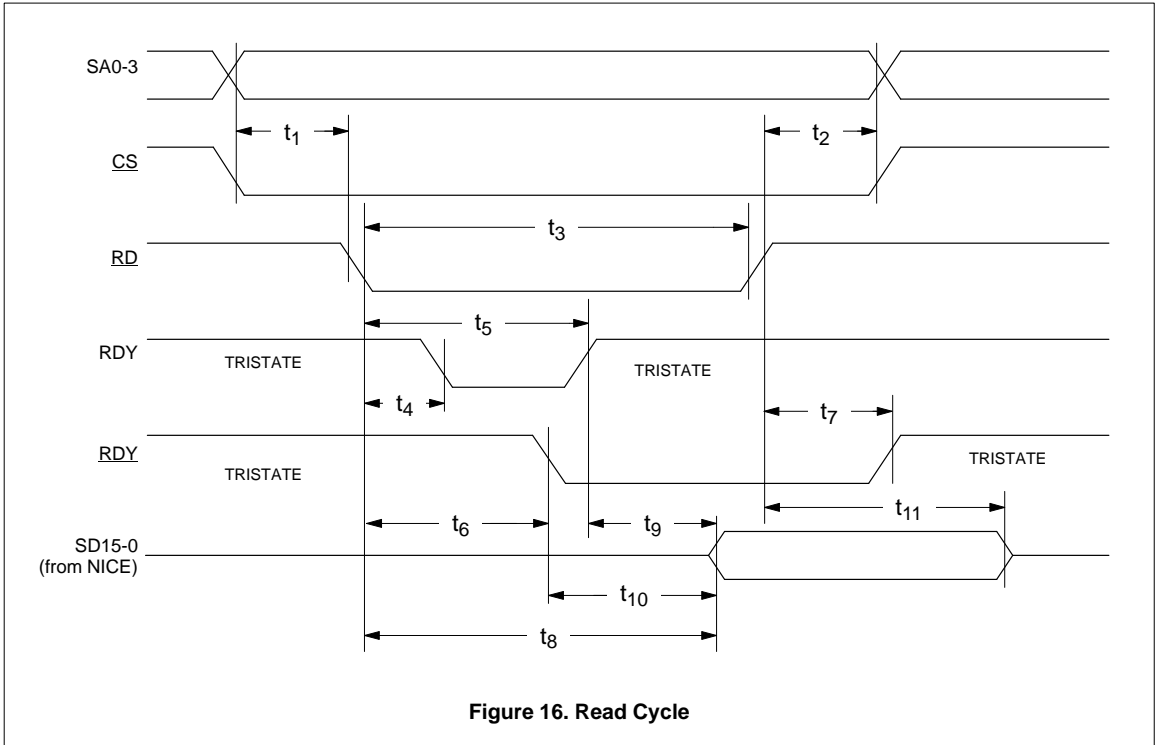 SA0-3
t1
t2
CS
t3
RD
t5
RDY
TRISTATE
TRISTATE
t4
t7
RDY
TRISTATE
TRISTATE
t11
t6
t9
SD15-0
(from NICE)
t10
t8
Figure 16. Read Cycle